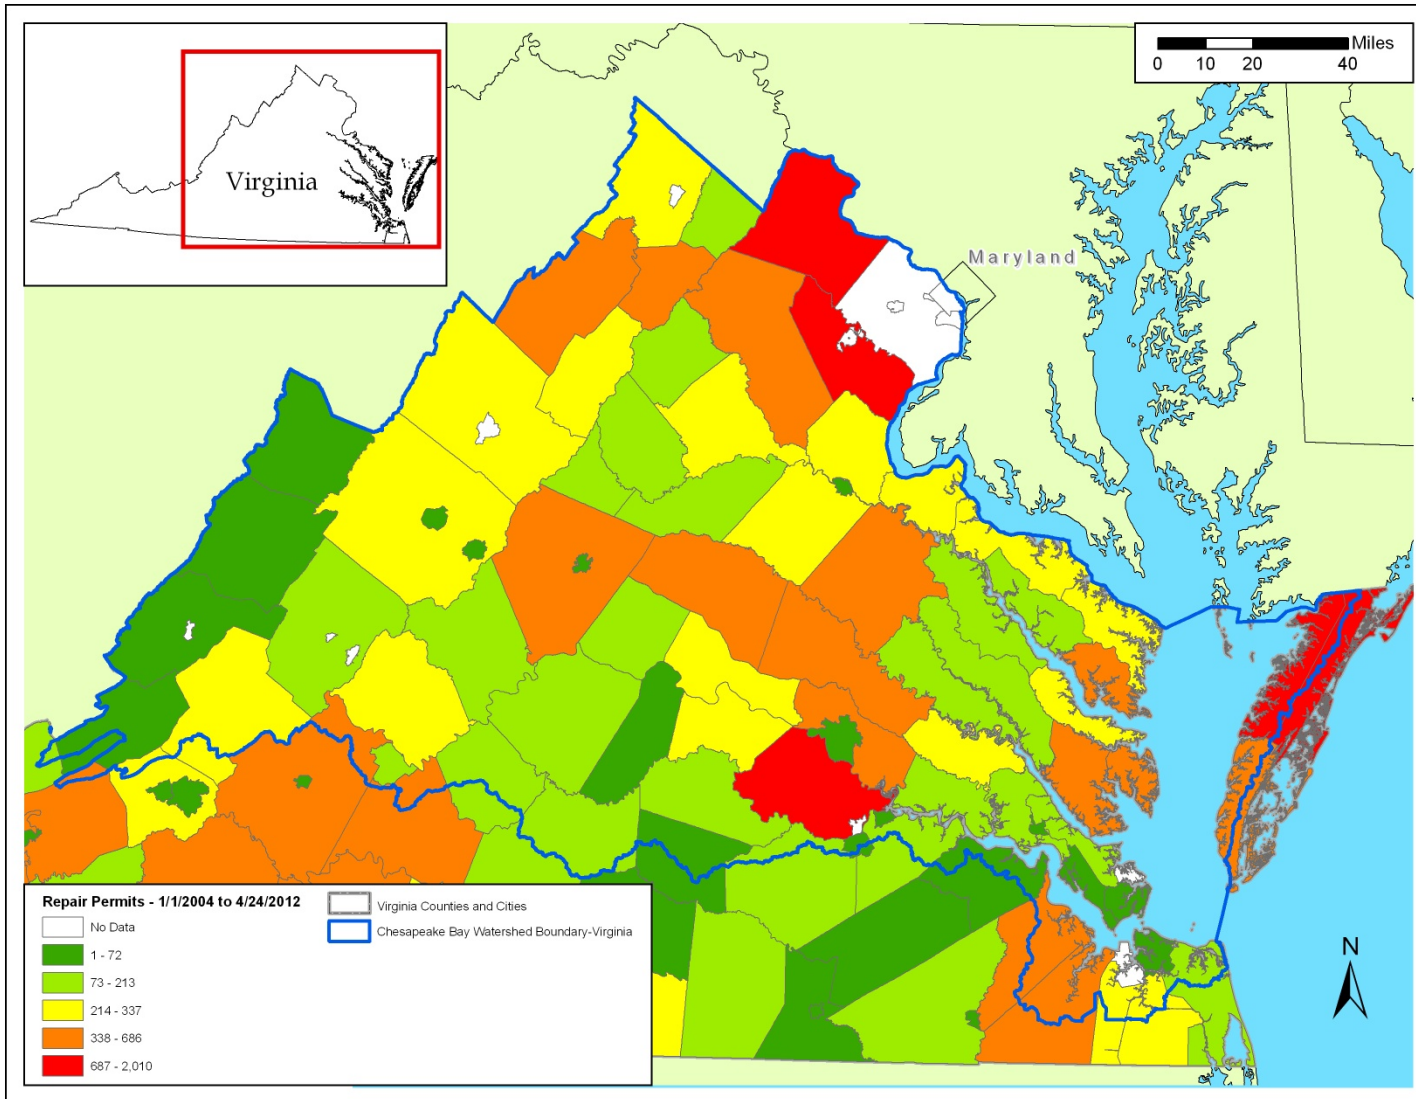 Virginia
Miles
0 10 20 40
Maryland
N
Repair Permits - 1/1/2004 to 4/24/2012
No Data
1 - 72
73 - 213
214 - 337
338 - 686
687 - 2,010
Virginia Counties and Cities
Chesapeake Bay Watershed Boundary-Virginia